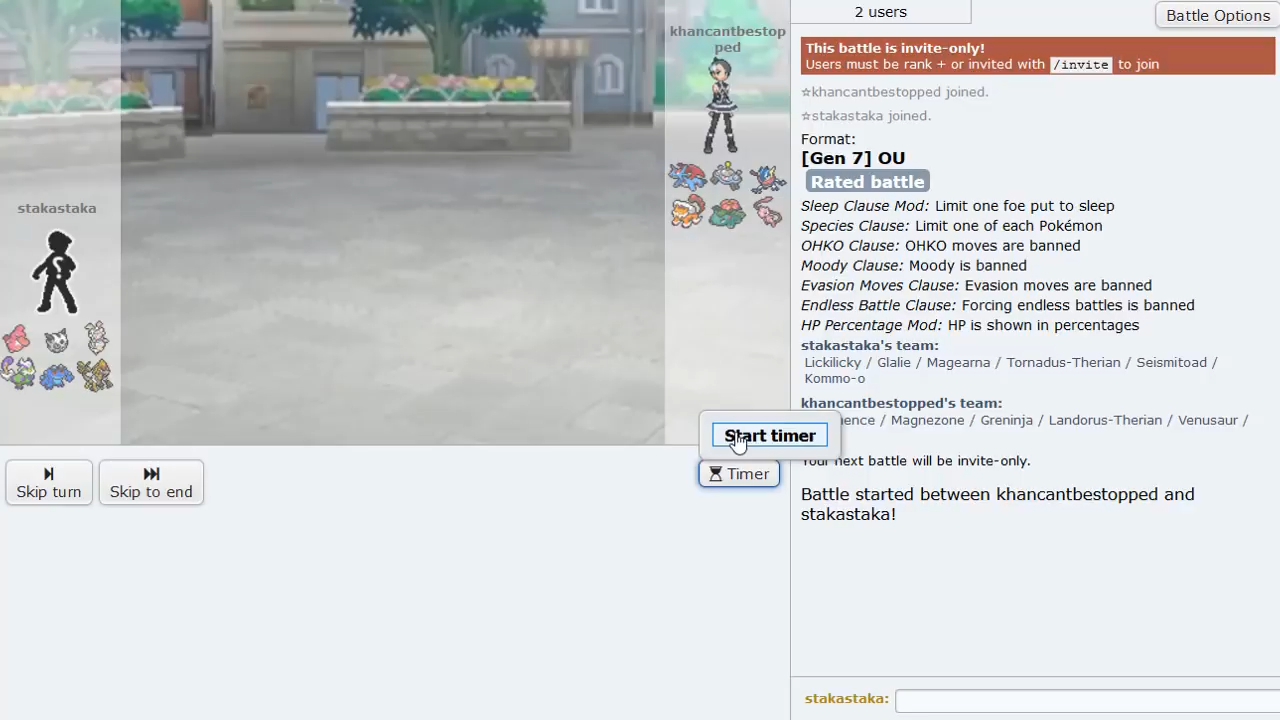 2 users
Battle Options
khancantbestop
ped
This battle is invite-only!
Users must be rank + or invited with /invite to join
☆khancantbestopped joined.
☆stakastaka joined.
Format:
[Gen 7] OU
Rated battle
Sleep Clause Mod: Limit one foe put to sleep
Species Clause: Limit one of each Pokémon
OHKO Clause: OHKO moves are banned
Moody Clause: Moody is banned
Evasion Moves Clause: Evasion moves are banned
Endless Battle Clause: Forcing endless battles is banned
HP Percentage Mod: HP is shown in percentages
stakastaka's team:
Lickilicky / Glalie / Magearna / Tornadus-Therian / Seismitoad /
Kommo-o
khancantbestopped's team:
/ Magnezone / Greninja / Landorus-Therian / Venusaur /
Your next battle will be invite-only.
Battle started between khancantbestopped and
stakastaka!
stakastaka
?
Start timer
Timer
Skip turn
Skip to end
stakastaka: